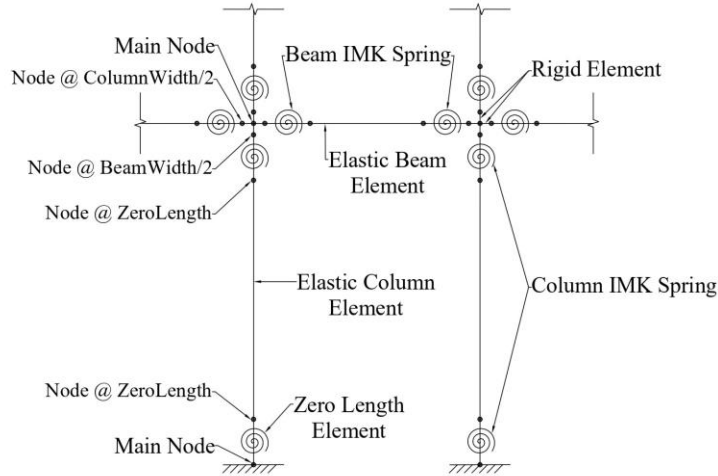 Main Node
Beam IMK Spring
Rigid Element
Node @ ColumnWidth/2
Node @ BeamWidth/2
Elastic Beam
Element
Node @ ZeroLength
Elastic Column
Element
Column IMK Spring
Node @ ZeroLength
Zero Length
Element
Main Node